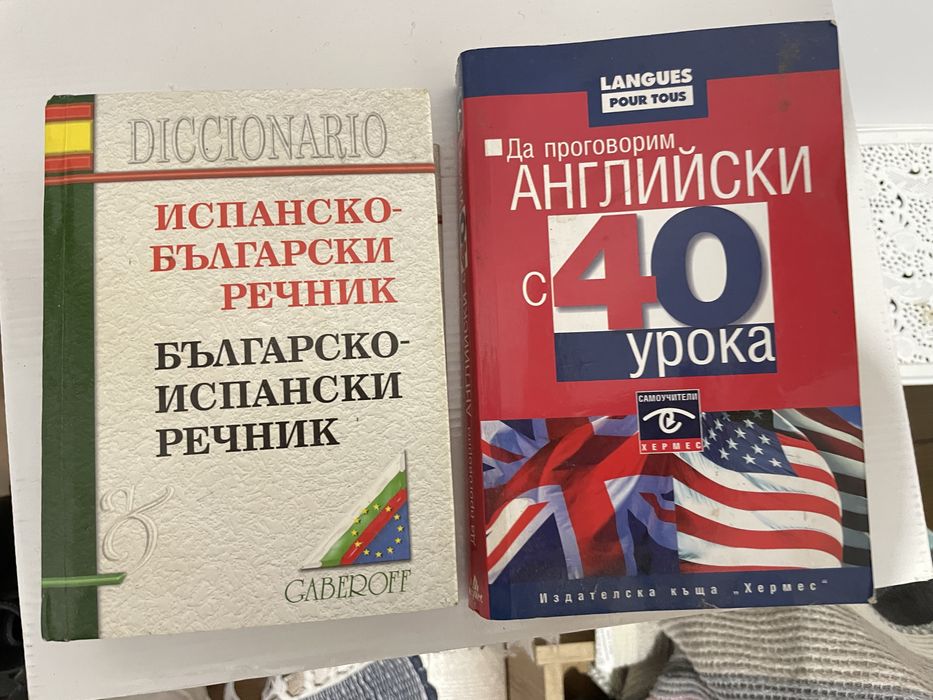 DICCIONARIO
ИСПАНСКО-
БЪЛГАРСКИ
РЕЧНИК
БЪЛГАРСКО-
ИСПАНСКИ
РЕЧНИК
GABEROFF
LANGUES
POUR TOUS
Да проговорим
АНГЛИЙСКИ
с 40
урока
САМОУЧИТЕЛИ
ХЕРМЕС
Издателска къща „Хермес“